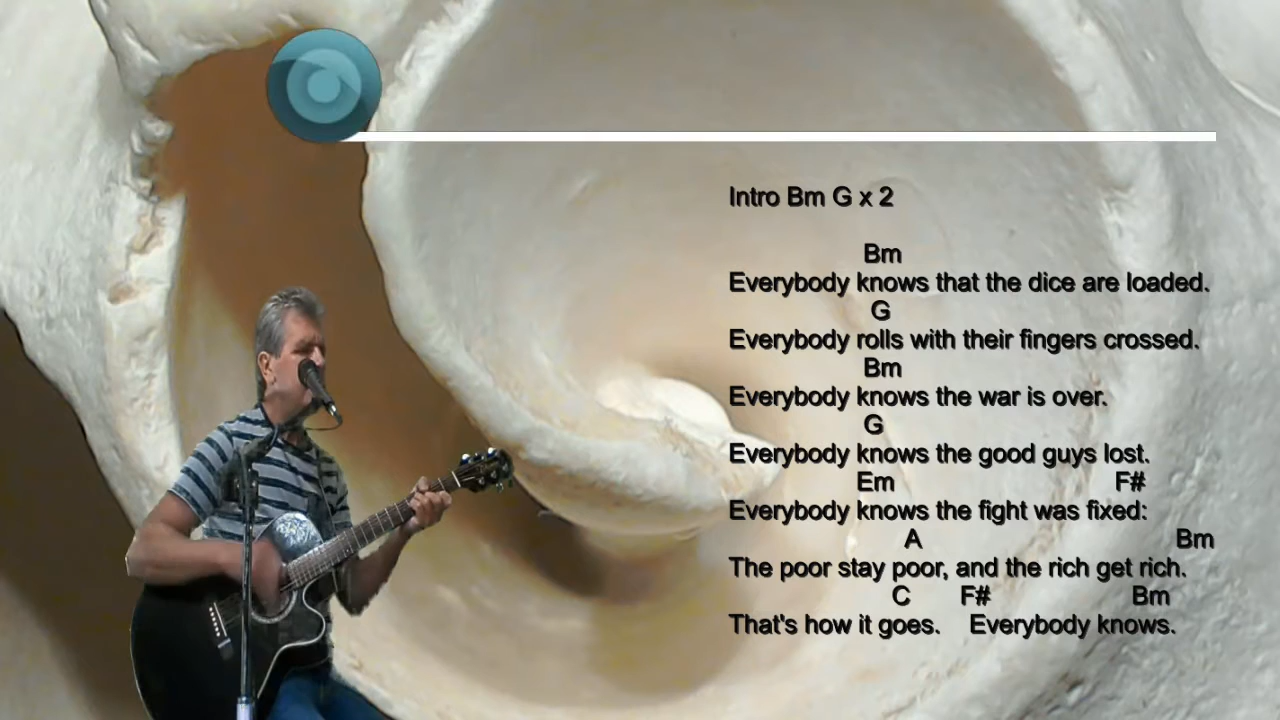 Intro Bm G x 2
Bm
Everybody knows that the dice are loaded.
G
Everybody rolls with their fingers crossed.
Bm
Everybody knows the war is over.
G
Everybody knows the good guys lost.
Em F#
Everybody knows the fight was fixed:
A Bm
The poor stay poor, and the rich get rich.
C F# Bm
That's how it goes. Everybody knows.